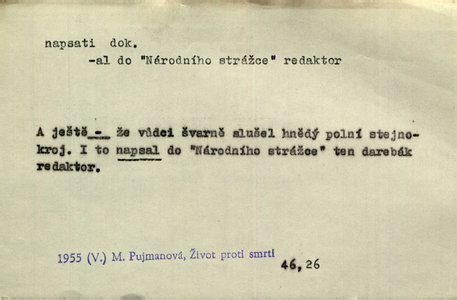 napsati dok.
-al do "Národního strážce" redaktor
A ještě - že vůdci švarně slušel hnědý polní stejno-
kroj. I to napsal do "Národního strážce" ten darebák
redaktor.
1955 (V.) M. Pujmanová, Život proti smrti
46, 26